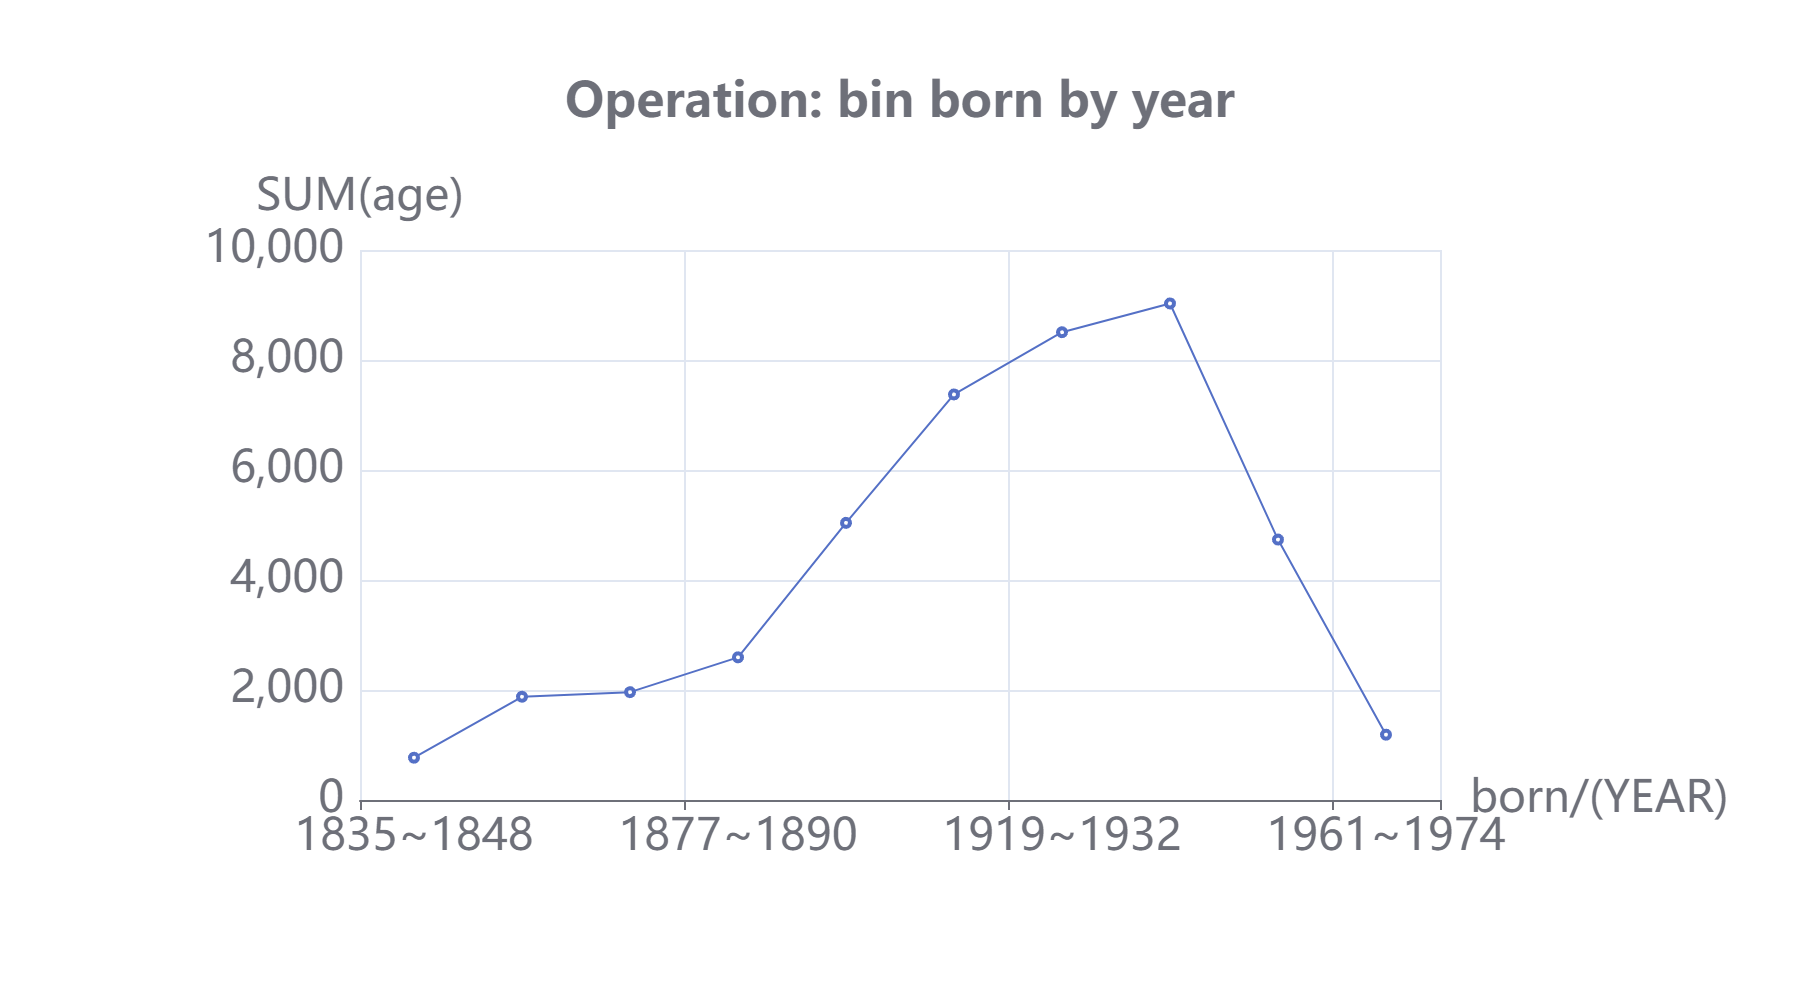 Operation: bin born by year
SUM(age)
10,000
8,000
6,000
4,000
2,000
0
born/(YEAR)
1835~1848 1877~1890 1919~1932 1961~1974